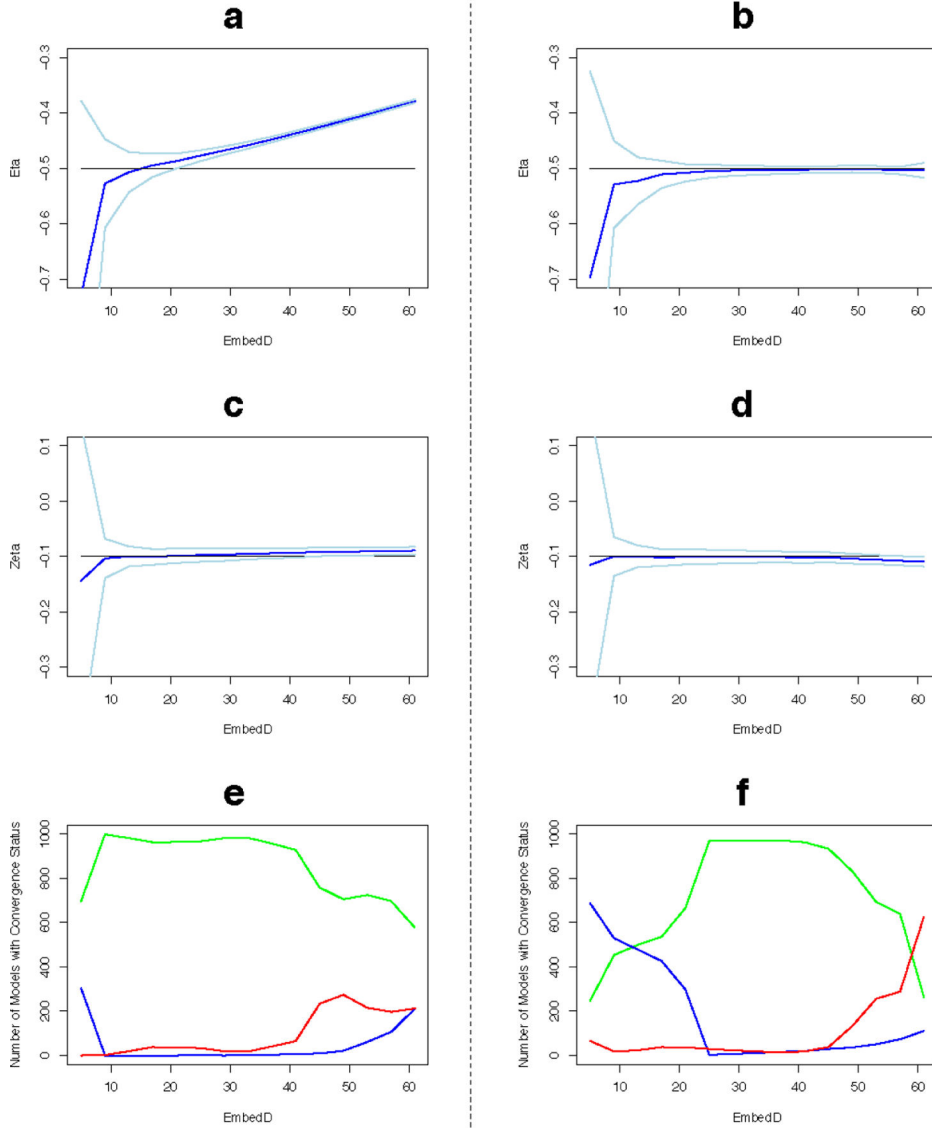 a
b
-0.3
-0.4
-0.5
-0.6
-0.7
Eta
10 20 30 40 50 60
EmbedD
-0.3
-0.4
-0.5
-0.6
-0.7
Eta
10 20 30 40 50 60
EmbedD
c
d
0.1
0.0
-0.1
-0.2
-0.3
Zeta
10 20 30 40 50 60
EmbedD
0.1
0.0
-0.1
-0.2
-0.3
Zeta
10 20 30 40 50 60
EmbedD
e
f
1000
800
600
400
200
0
Number of Models with Convergence Status
10 20 30 40 50 60
EmbedD
1000
800
600
400
200
0
Number of Models with Convergence Status
10 20 30 40 50 60
EmbedD